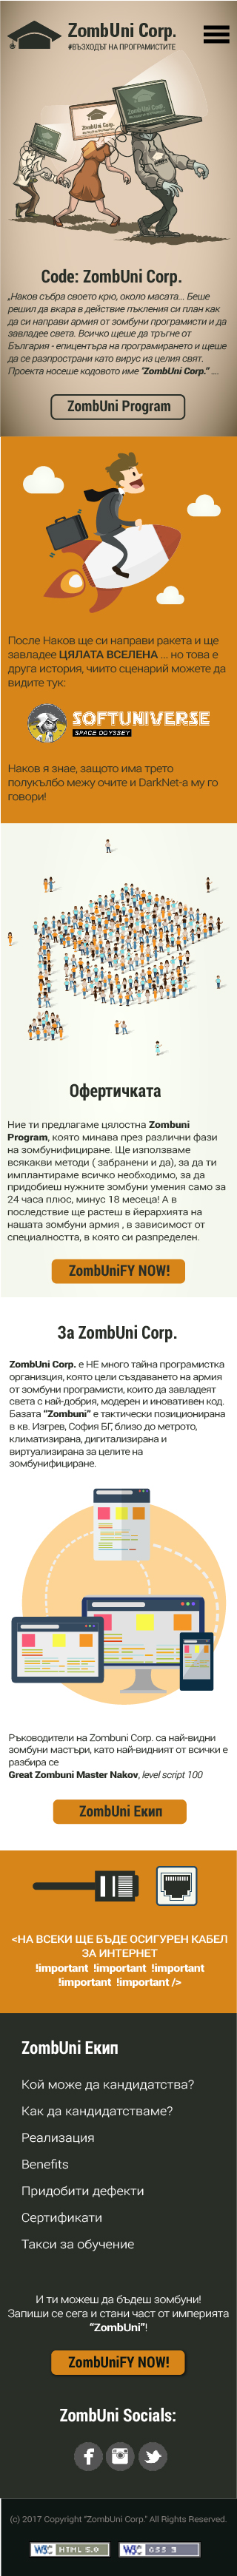 ZombUni Corp.
#ВЪЗХОДЪТ НА ПРОГРАМИСТИТЕ
ZombUni Corp.
Code: ZombUni Corp.
„Наков събра своето крю, около масата... Беше
решил да вкара в действие пъкления си план как
да си направи армия от зомбуни програмисти и да
завладее света. Всичко щеше да тръгне от
България - епицентъра на програмирането и щеше
да се разпространи като вирус из целия свят.
Проекта носеше кодовото име "ZombUni Corp." ....
ZombUni Program
После Наков ще си направи ракета и ще
завладее ЦЯЛАТА ВСЕЛЕНА ... но това е
друга история, чиито сценарий можете да
видите тук:
SOFTUNIVERSE
SPACE ODYSSEY
Наков я знае, защото има трето
полукълбо межу очите и DarkNet-а му го
говори!
Офертичката
Ние ти предлагаме цялостна Zombuni
Program, която минава през различни фази
на зомбунифициране. Ще използваме
всякакви методи ( забранени и да), за да ти
имплантираме всичко необходимо, за да
придобиеш нужните зомбуни умения само за
24 часа плюс, минус 18 месеца! А в
последствие ще растеш в йерархията на
нашата зомбуни армия , в зависимост от
специалността, в която си разпределен.
ZombUniFY NOW!
За ZombUni Corp.
ZombUni Corp. е НЕ много тайна програмистка
организация, която цели създаването на армия
от зомбуни програмисти, които да завладеят
света с най-добрия, модерен и иновативен код.
Базата "Zombuni" е тактически позиционирана
в кв. Изгрев, София БГ, близо до метрото,
климатизирана, дигитализирана и
виртуализирана за целите на
зомбунифициране.
Ръководители на Zombuni Corp. са най-видни
зомбуни мастъри, като най-видният от всички е
разбира се
Great Zombuni Master Nakov, level script 100
ZombUni Екип
<НА ВСЕКИ ЩЕ БЪДЕ ОСИГУРЕН КАБЕЛ
ЗА ИНТЕРНЕТ
!important !important !important
!important !important />
ZombUni Екип
Кой може да кандидатства?
Как да кандидатстваме?
Реализация
Benefits
Придобити дефекти
Сертификати
Такси за обучение
И ти можеш да бъдеш зомбуни!
Запиши се сега и стани част от империята
"ZombUni"!
ZombUniFY NOW!
ZombUni Socials:
(c) 2017 Copyright "ZombUni Corp." All Rights Reserved.
W3C HTML 5.0
W3C CSS 3